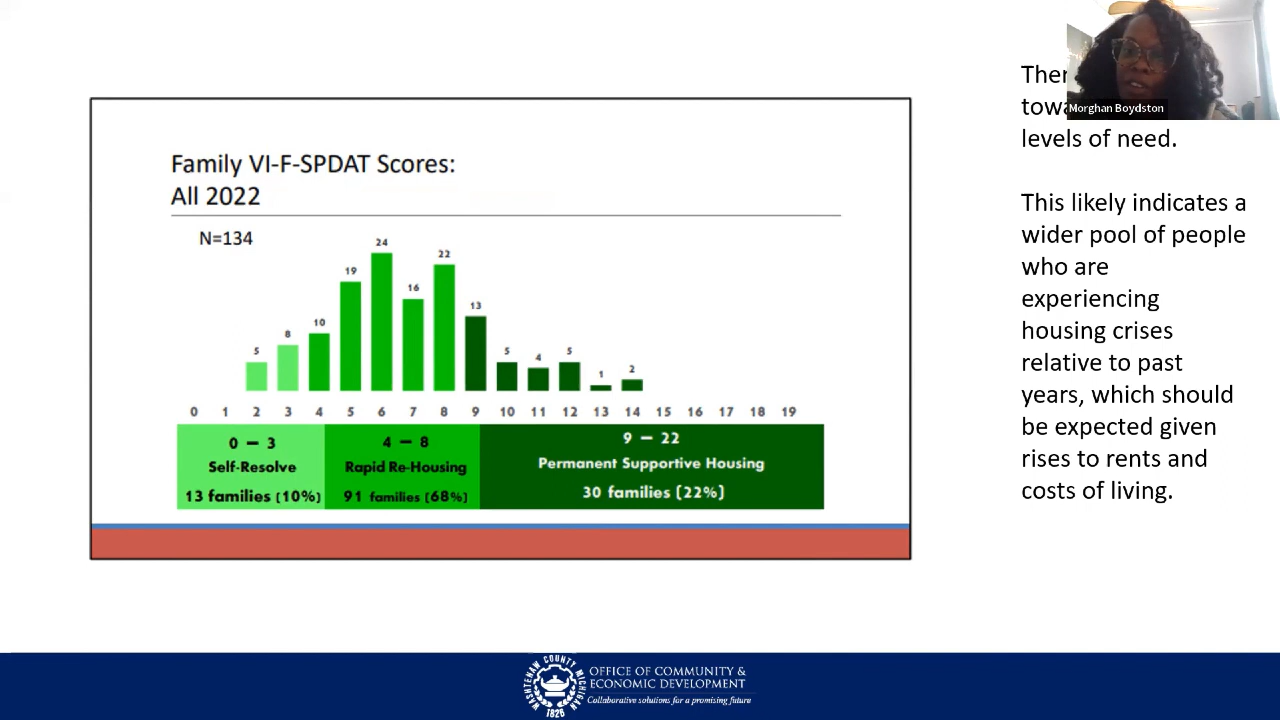 Ther
Morghan Boydston
levels of need.
This likely indicates a
wider pool of people
who are
experiencing
housing crises
relative to past
years, which should
be expected given
rises to rents and
costs of living.
Family VI-F-SPDAT Scores:
All 2022
N=134
5 8 10 19 24 16 22 13 5 4 5 1 2
0 1 2 3 4 5 6 7 8 9 10 11 12 13 14 15 16 17 18 19
0 – 3
Self-Resolve
13 families (10%)
4 – 8
Rapid Re-Housing
91 families (68%)
9 – 22
Permanent Supportive Housing
30 families (22%)
WASHTENAW COUNTY MICHIGAN
1826
OFFICE OF COMMUNITY &
ECONOMIC DEVELOPMENT
Collaborative solutions for a promising future